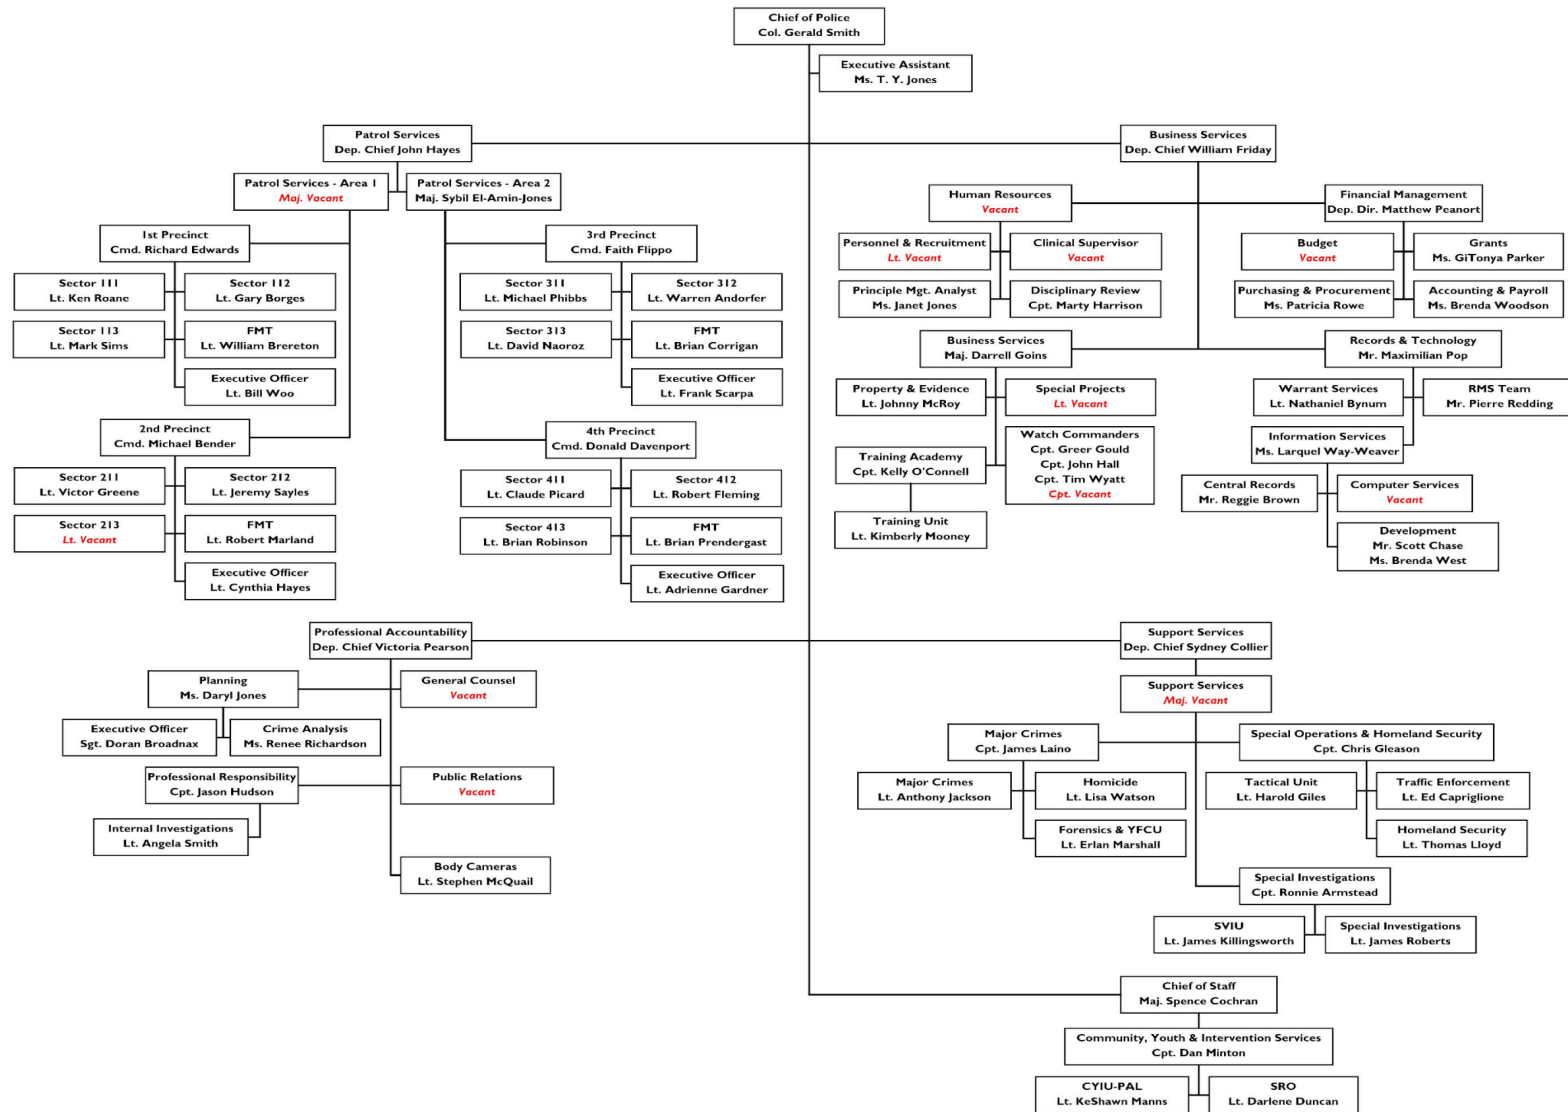 Chief of Police
Col. Gerald Smith
Executive Assistant
Ms. T. Y. Jones
Patrol Services
Dep. Chief John Hayes
Business Services
Dep. Chief William Friday
Patrol Services - Area 1
Maj. Vacant
Patrol Services - Area 2
Maj. Sybil El-Amin-Jones
1st Precinct
Cmd. Richard Edwards
Sector 111
Lt. Ken Roane
Sector 112
Lt. Gary Borges
Sector 113
Lt. Mark Sims
FMT
Lt. William Brereton
Executive Officer
Lt. Bill Woo
2nd Precinct
Cmd. Michael Bender
Sector 211
Lt. Victor Greene
Sector 212
Lt. Jeremy Sayles
Sector 213
Lt. Vacant
FMT
Lt. Robert Marland
Executive Officer
Lt. Cynthia Hayes
3rd Precinct
Cmd. Faith Flippo
Sector 311
Lt. Michael Phibbs
Sector 312
Lt. Warren Andorfer
Sector 313
Lt. David Naoroz
FMT
Lt. Brian Corrigan
Executive Officer
Lt. Frank Scarpa
4th Precinct
Cmd. Donald Davenport
Sector 411
Lt. Claude Picard
Sector 412
Lt. Robert Fleming
Sector 413
Lt. Brian Robinson
FMT
Lt. Brian Prendergast
Executive Officer
Lt. Adrienne Gardner
Human Resources
Vacant
Personnel & Recruitment
Lt. Vacant
Clinical Supervisor
Vacant
Principle Mgt. Analyst
Ms. Janet Jones
Disciplinary Review
Cpt. Marty Harrison
Financial Management
Dep. Dir. Matthew Peanort
Budget
Vacant
Grants
Ms. GiTonya Parker
Purchasing & Procurement
Ms. Patricia Rowe
Accounting & Payroll
Ms. Brenda Woodson
Business Services
Maj. Darrell Goins
Property & Evidence
Lt. Johnny McRoy
Special Projects
Lt. Vacant
Training Academy
Cpt. Kelly O'Connell
Watch Commanders
Cpt. Greer Gould
Cpt. John Hall
Cpt. Tim Wyatt
Cpt. Vacant
Training Unit
Lt. Kimberly Mooney
Records & Technology
Mr. Maximilian Pop
Warrant Services
Lt. Nathaniel Bynum
RMS Team
Mr. Pierre Redding
Information Services
Ms. Larquel Way-Weaver
Central Records
Mr. Reggie Brown
Computer Services
Vacant
Development
Mr. Scott Chase
Ms. Brenda West
Professional Accountability
Dep. Chief Victoria Pearson
Planning
Ms. Daryl Jones
General Counsel
Vacant
Executive Officer
Sgt. Doran Broadnax
Crime Analysis
Ms. Renee Richardson
Professional Responsibility
Cpt. Jason Hudson
Public Relations
Vacant
Internal Investigations
Lt. Angela Smith
Body Cameras
Lt. Stephen McQuail
Support Services
Dep. Chief Sydney Collier
Support Services
Maj. Vacant
Major Crimes
Cpt. James Laino
Major Crimes
Lt. Anthony Jackson
Homicide
Lt. Lisa Watson
Forensics & YFCU
Lt. Erlan Marshall
Special Operations & Homeland Security
Cpt. Chris Gleason
Tactical Unit
Lt. Harold Giles
Traffic Enforcement
Lt. Ed Capriglione
Homeland Security
Lt. Thomas Lloyd
Special Investigations
Cpt. Ronnie Armstead
SVIU
Lt. James Killingsworth
Special Investigations
Lt. James Roberts
Chief of Staff
Maj. Spence Cochran
Community, Youth & Intervention Services
Cpt. Dan Minton
CYIU-PAL
Lt. KeShawn Manns
SRO
Lt. Darlene Duncan